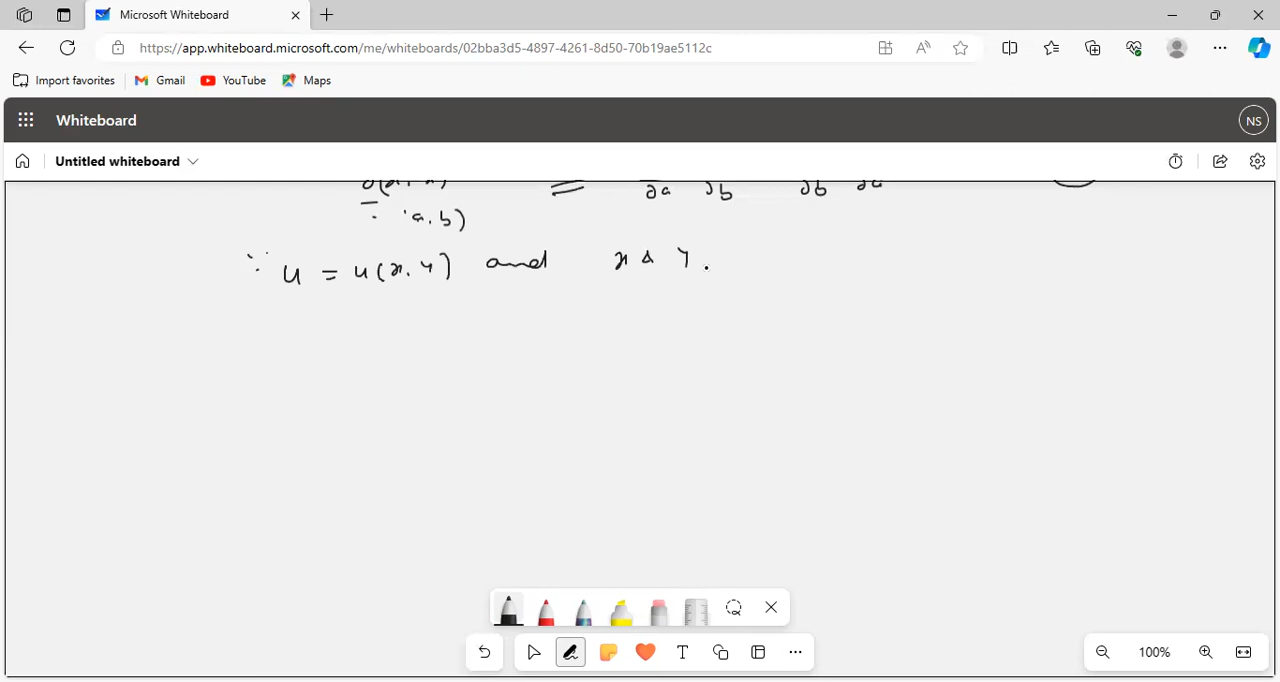 Microsoft Whiteboard
https://app.whiteboard.microsoft.com/me/whiteboards/02bba3d5-4897-4261-8d50-70b19ae5112c
Import favorites Gmail YouTube Maps
Whiteboard NS
Untitled whiteboard
∂a ∂b ∂b ∂a
a, b)
∵ u = u(x, y) and x & y .
100%